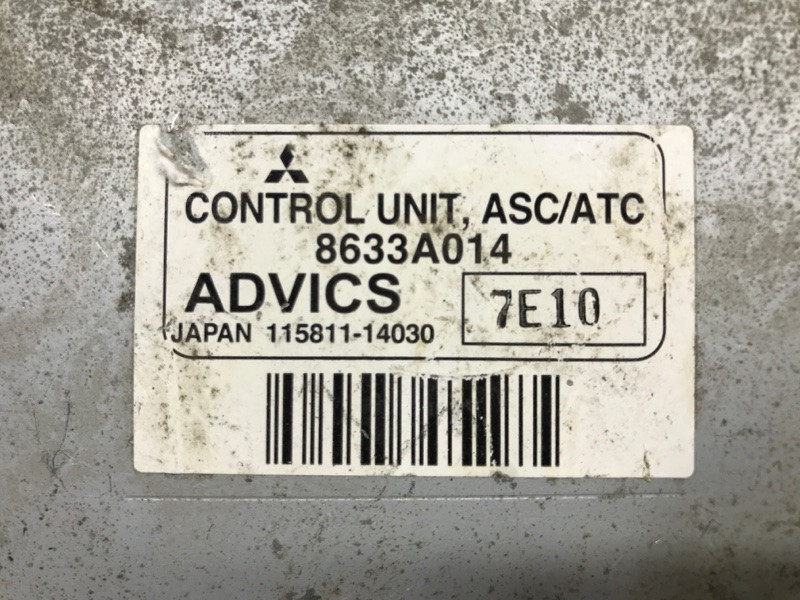 CONTROL UNIT, ASC/ATC
8633A014
ADVICS
7E10
JAPAN 115811-14030